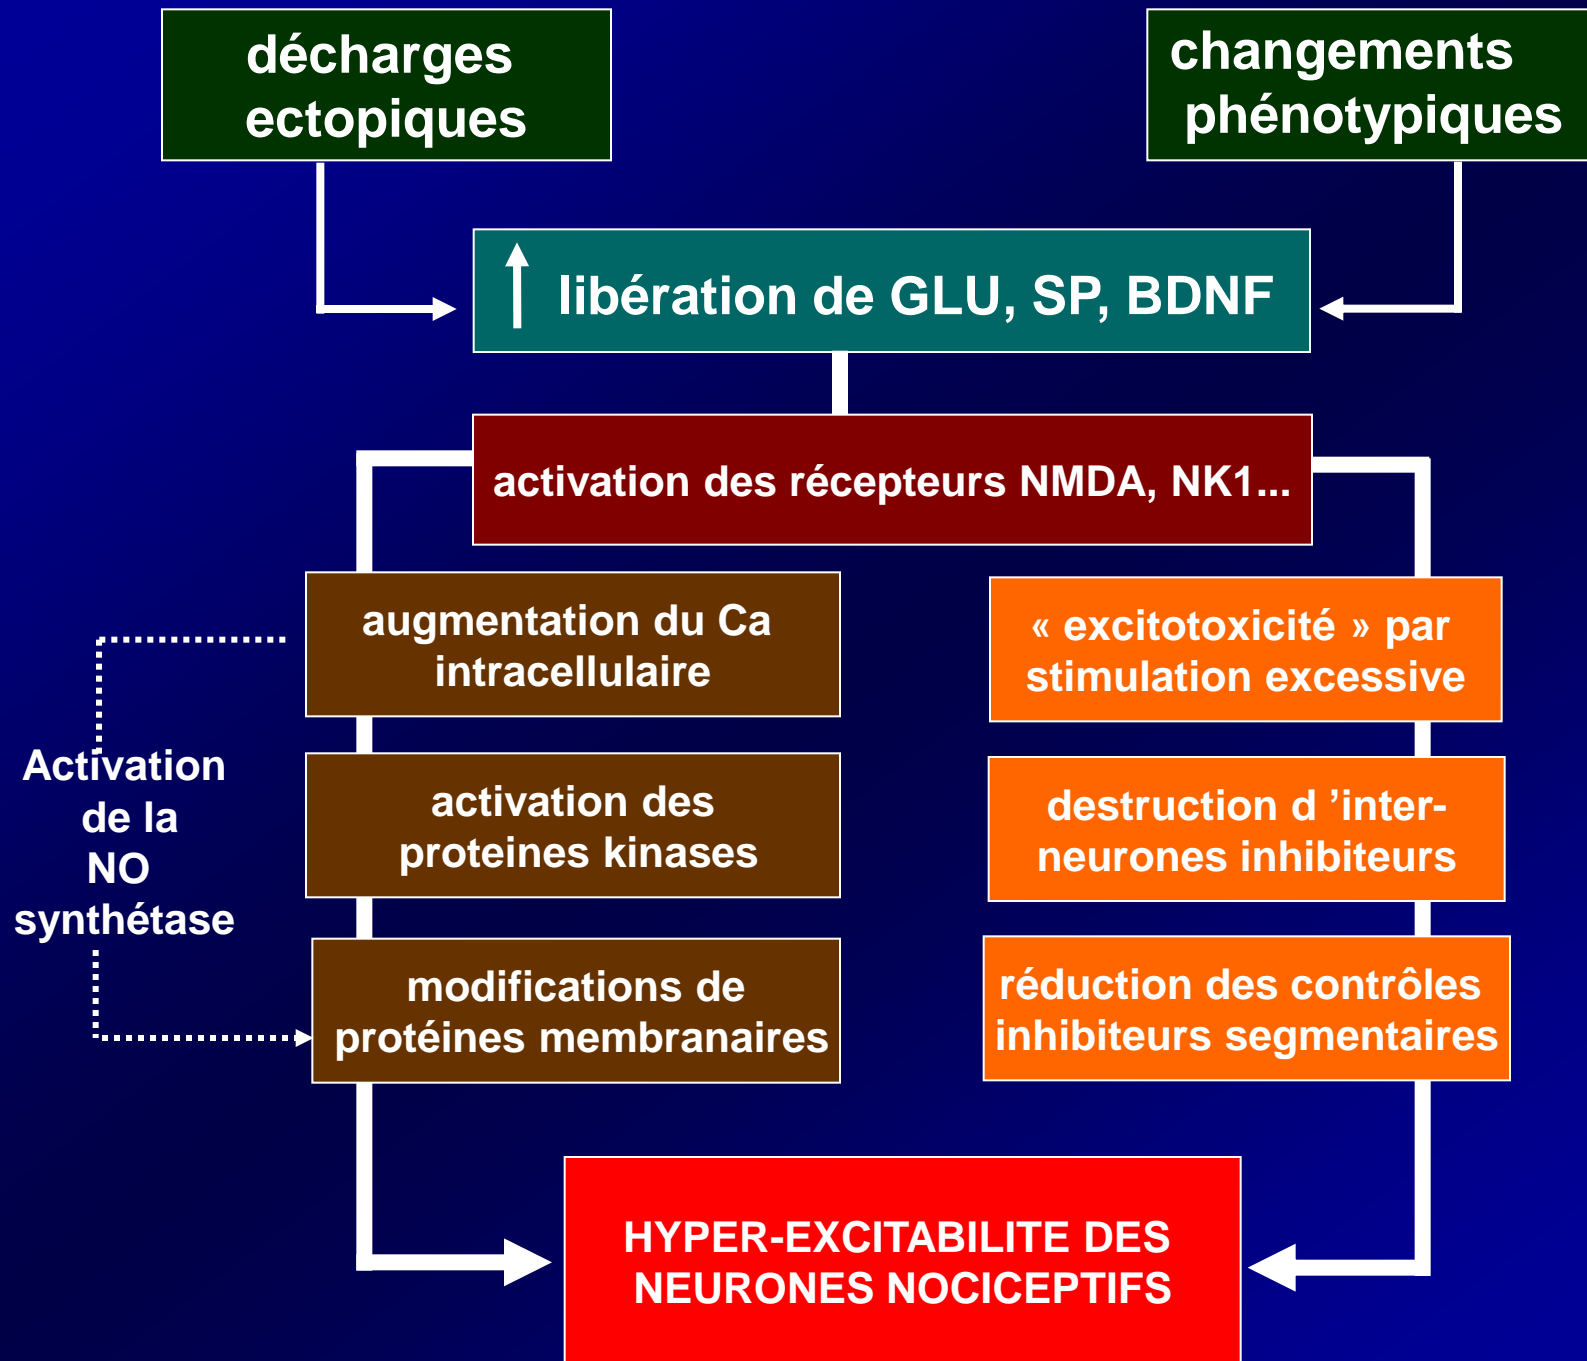 décharges
ectopiques
changements
phénotypiques
libération de GLU, SP, BDNF
activation des récepteurs NMDA, NK1...
augmentation du Ca
intracellulaire
« excitotoxicité » par
stimulation excessive
Activation
de la
NO
synthétase
activation des
proteines kinases
destruction d ’inter-
neurones inhibiteurs
modifications de
protéines membranaires
réduction des contrôles
inhibiteurs segmentaires
HYPER-EXCITABILITE DES
NEURONES NOCICEPTIFS